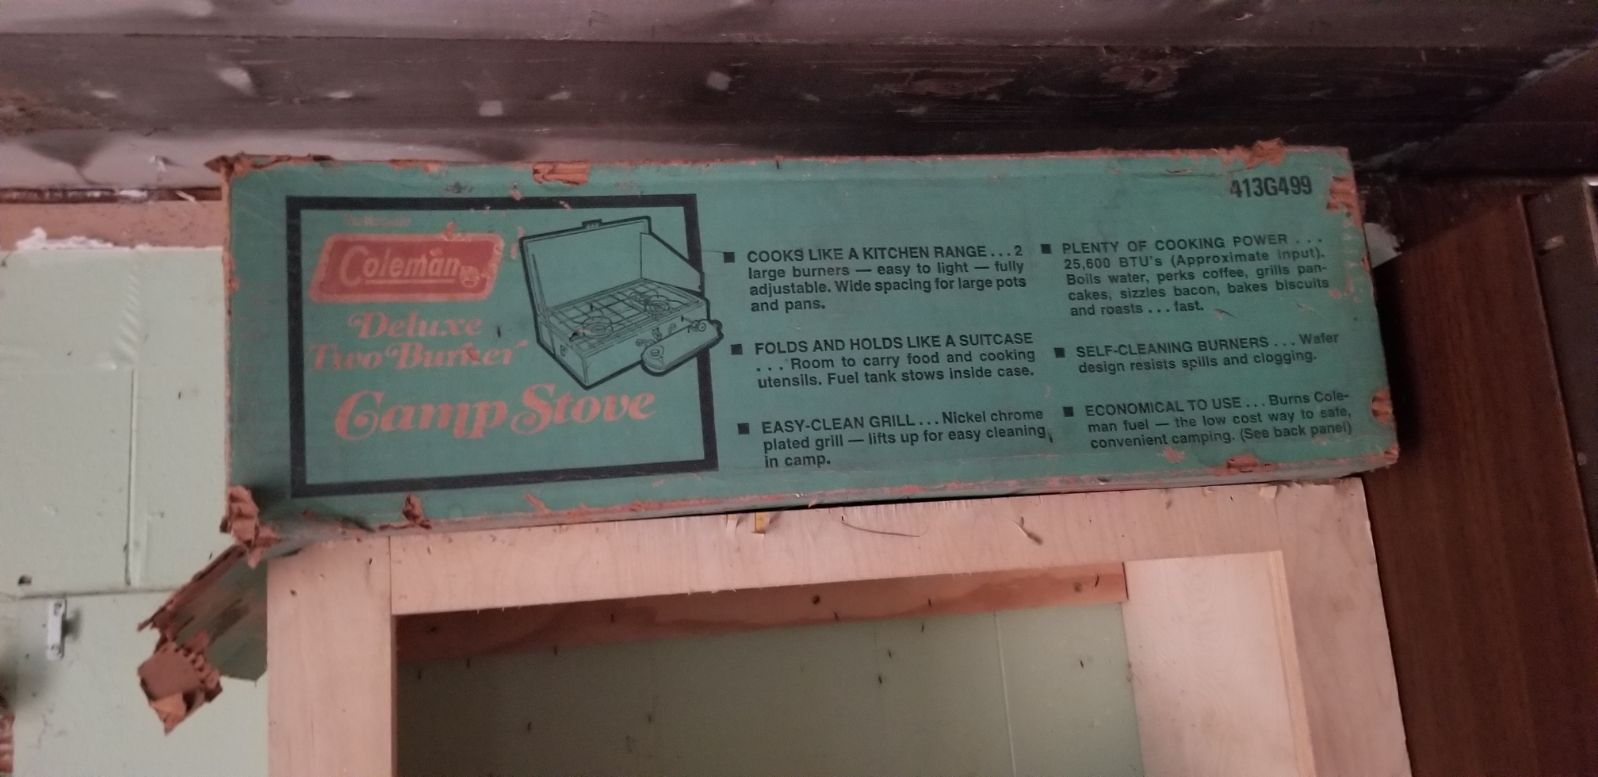 413G499
Coleman
Deluxe
Two Burner
Camp Stove
■ COOKS LIKE A KITCHEN RANGE . . . 2
large burners — easy to light — fully
adjustable. Wide spacing for large pots
and pans.
■ FOLDS AND HOLDS LIKE A SUITCASE
. . . Room to carry food and cooking
utensils. Fuel tank stows inside case.
■ EASY-CLEAN GRILL . . . Nickel chrome
plated grill — lifts up for easy cleaning
in camp.
■ PLENTY OF COOKING POWER . . .
25,600 BTU's (Approximate Input).
Boils water, perks coffee, grills pan-
cakes, sizzles bacon, bakes biscuits
and roasts . . . fast.
■ SELF-CLEANING BURNERS . . . Wafer
design resists spills and clogging.
■ ECONOMICAL TO USE . . . Burns Cole-
man fuel — the low cost way to safe,
convenient camping. (See back panel)